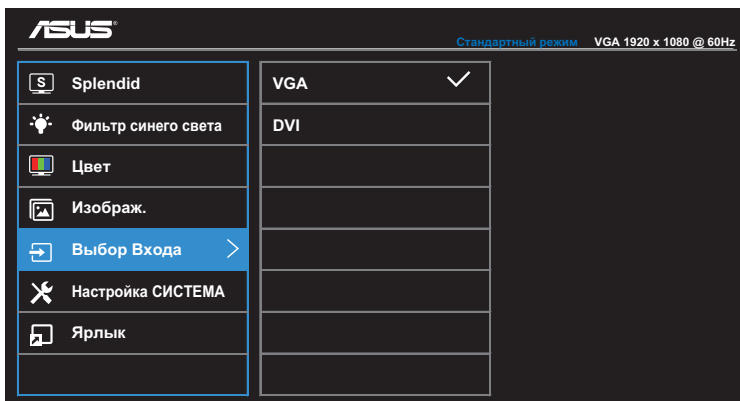 ASUS
Стандартный режим VGA 1920 x 1080 @ 60Hz
S Splendid
Фильтр синего света
Цвет
Изображ.
Выбор Входа
Настройка СИСТЕМА
Ярлык
VGA
DVI